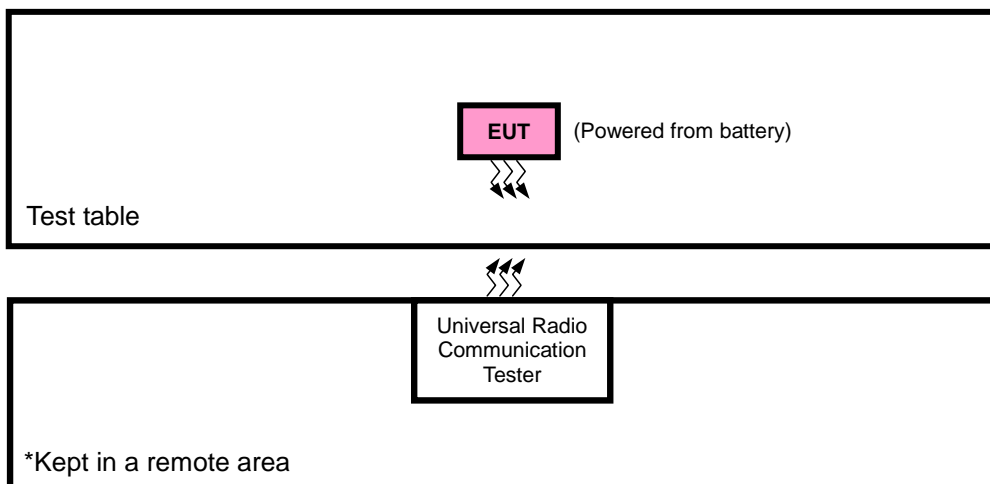 EUT
(Powered from battery)
Test table
Universal Radio
Communication
Tester
*Kept in a remote area